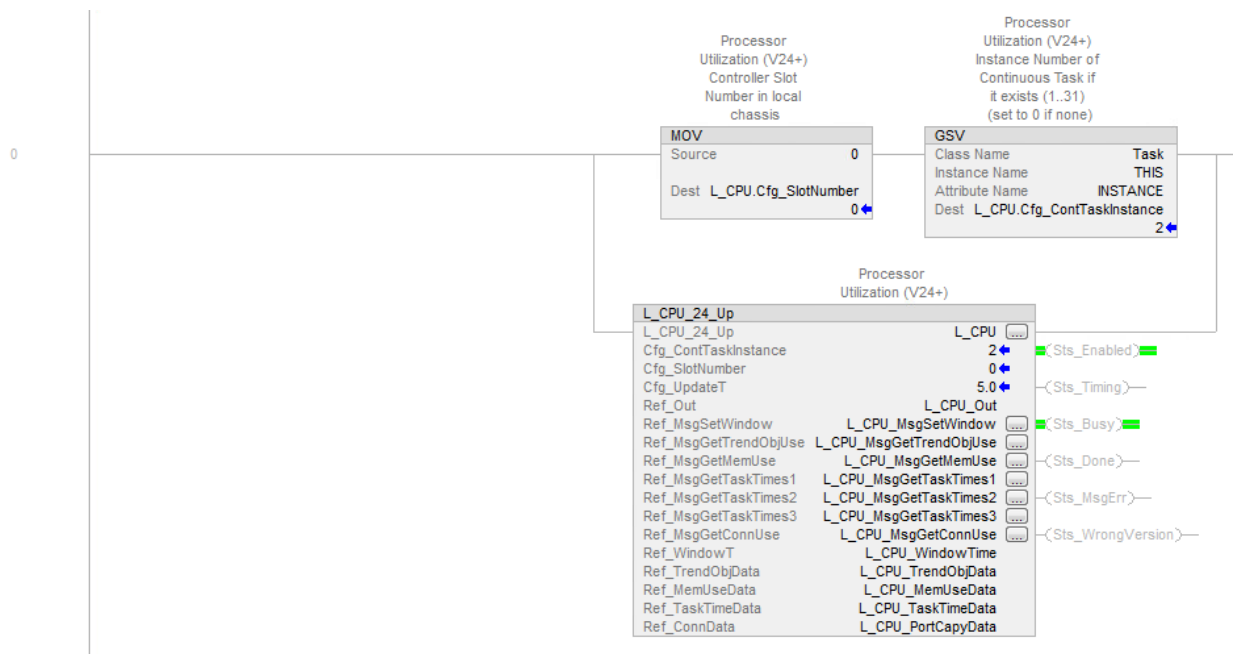 Processor
Utilization (V24+)
Controller Slot
Number in local
chassis
Processor
Utilization (V24+)
Instance Number of
Continuous Task if
it exists (1..31)
(set to 0 if none)
0
MOV
Source 0
Dest L_CPU.Cfg_SlotNumber
0
GSV
Class Name Task
Instance Name THIS
Attribute Name INSTANCE
Dest L_CPU.Cfg_ContTaskInstance
2
Processor
Utilization (V24+)
L_CPU_24_Up
L_CPU_24_Up L_CPU ...
Cfg_ContTaskInstance 2 (Sts_Enabled)
Cfg_SlotNumber 0
Cfg_UpdateT 5.0 (Sts_Timing)
Ref_Out L_CPU_Out
Ref_MsgSetWindow L_CPU_MsgSetWindow ... (Sts_Busy)
Ref_MsgGetTrendObjUse L_CPU_MsgGetTrendObjUse ...
Ref_MsgGetMemUse L_CPU_MsgGetMemUse ... (Sts_Done)
Ref_MsgGetTaskTimes1 L_CPU_MsgGetTaskTimes1 ...
Ref_MsgGetTaskTimes2 L_CPU_MsgGetTaskTimes2 ... (Sts_MsgErr)
Ref_MsgGetTaskTimes3 L_CPU_MsgGetTaskTimes3 ...
Ref_MsgGetConnUse L_CPU_MsgGetConnUse ... (Sts_WrongVersion)
Ref_WindowT L_CPU_WindowTime
Ref_TrendObjData L_CPU_TrendObjData
Ref_MemUseData L_CPU_MemUseData
Ref_TaskTimeData L_CPU_TaskTimeData
Ref_ConnData L_CPU_PortCapyData